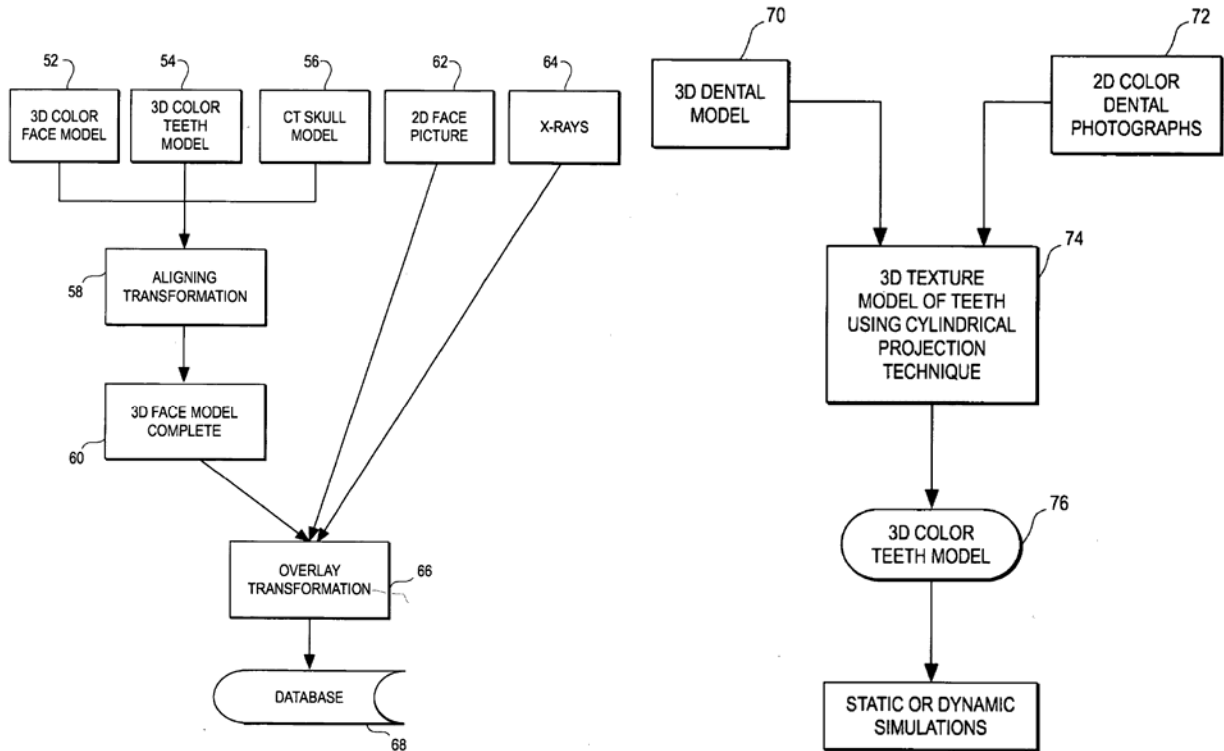 52
54
56
62
64
3D COLOR
FACE MODEL
3D COLOR
TEETH
MODEL
CT SKULL
MODEL
2D FACE
PICTURE
X-RAYS
58
ALIGNING
TRANSFORMATION
3D FACE MODEL
COMPLETE
60
OVERLAY
TRANSFORMATION
66
DATABASE
68
70
72
3D DENTAL
MODEL
2D COLOR
DENTAL
PHOTOGRAPHS
74
3D TEXTURE
MODEL OF TEETH
USING CYLINDRICAL
PROJECTION
TECHNIQUE
76
3D COLOR
TEETH MODEL
STATIC OR DYNAMIC
SIMULATIONS